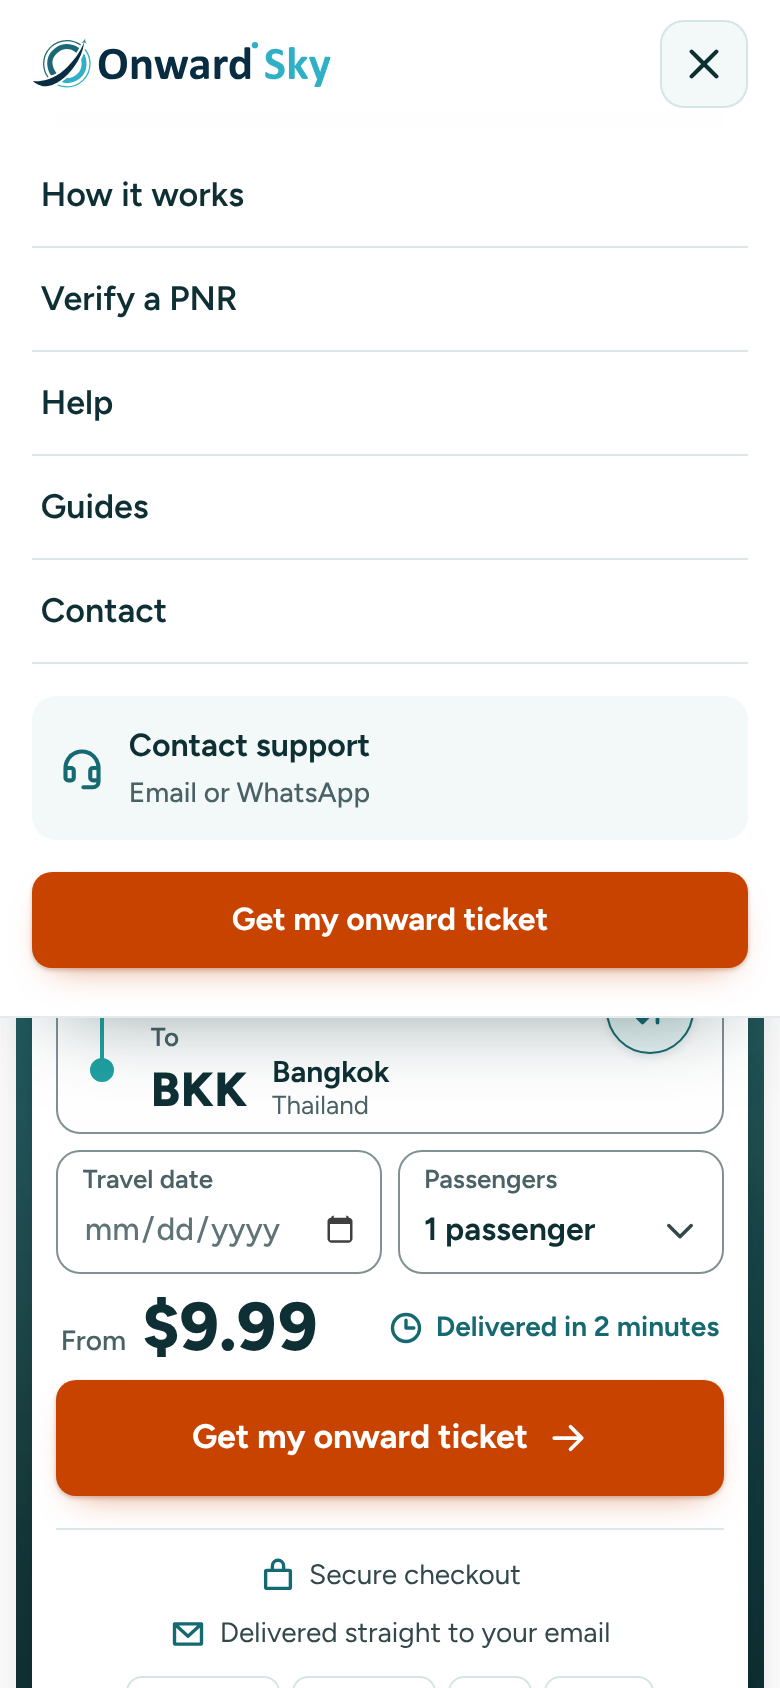 Onward Sky
How it works
Verify a PNR
Help
Guides
Contact
Contact support
Email or WhatsApp
Get my onward ticket
To
BKK
Bangkok
Thailand
Travel date
mm/dd/yyyy
Passengers
1 passenger
From $9.99
Delivered in 2 minutes
Get my onward ticket
Secure checkout
Delivered straight to your email